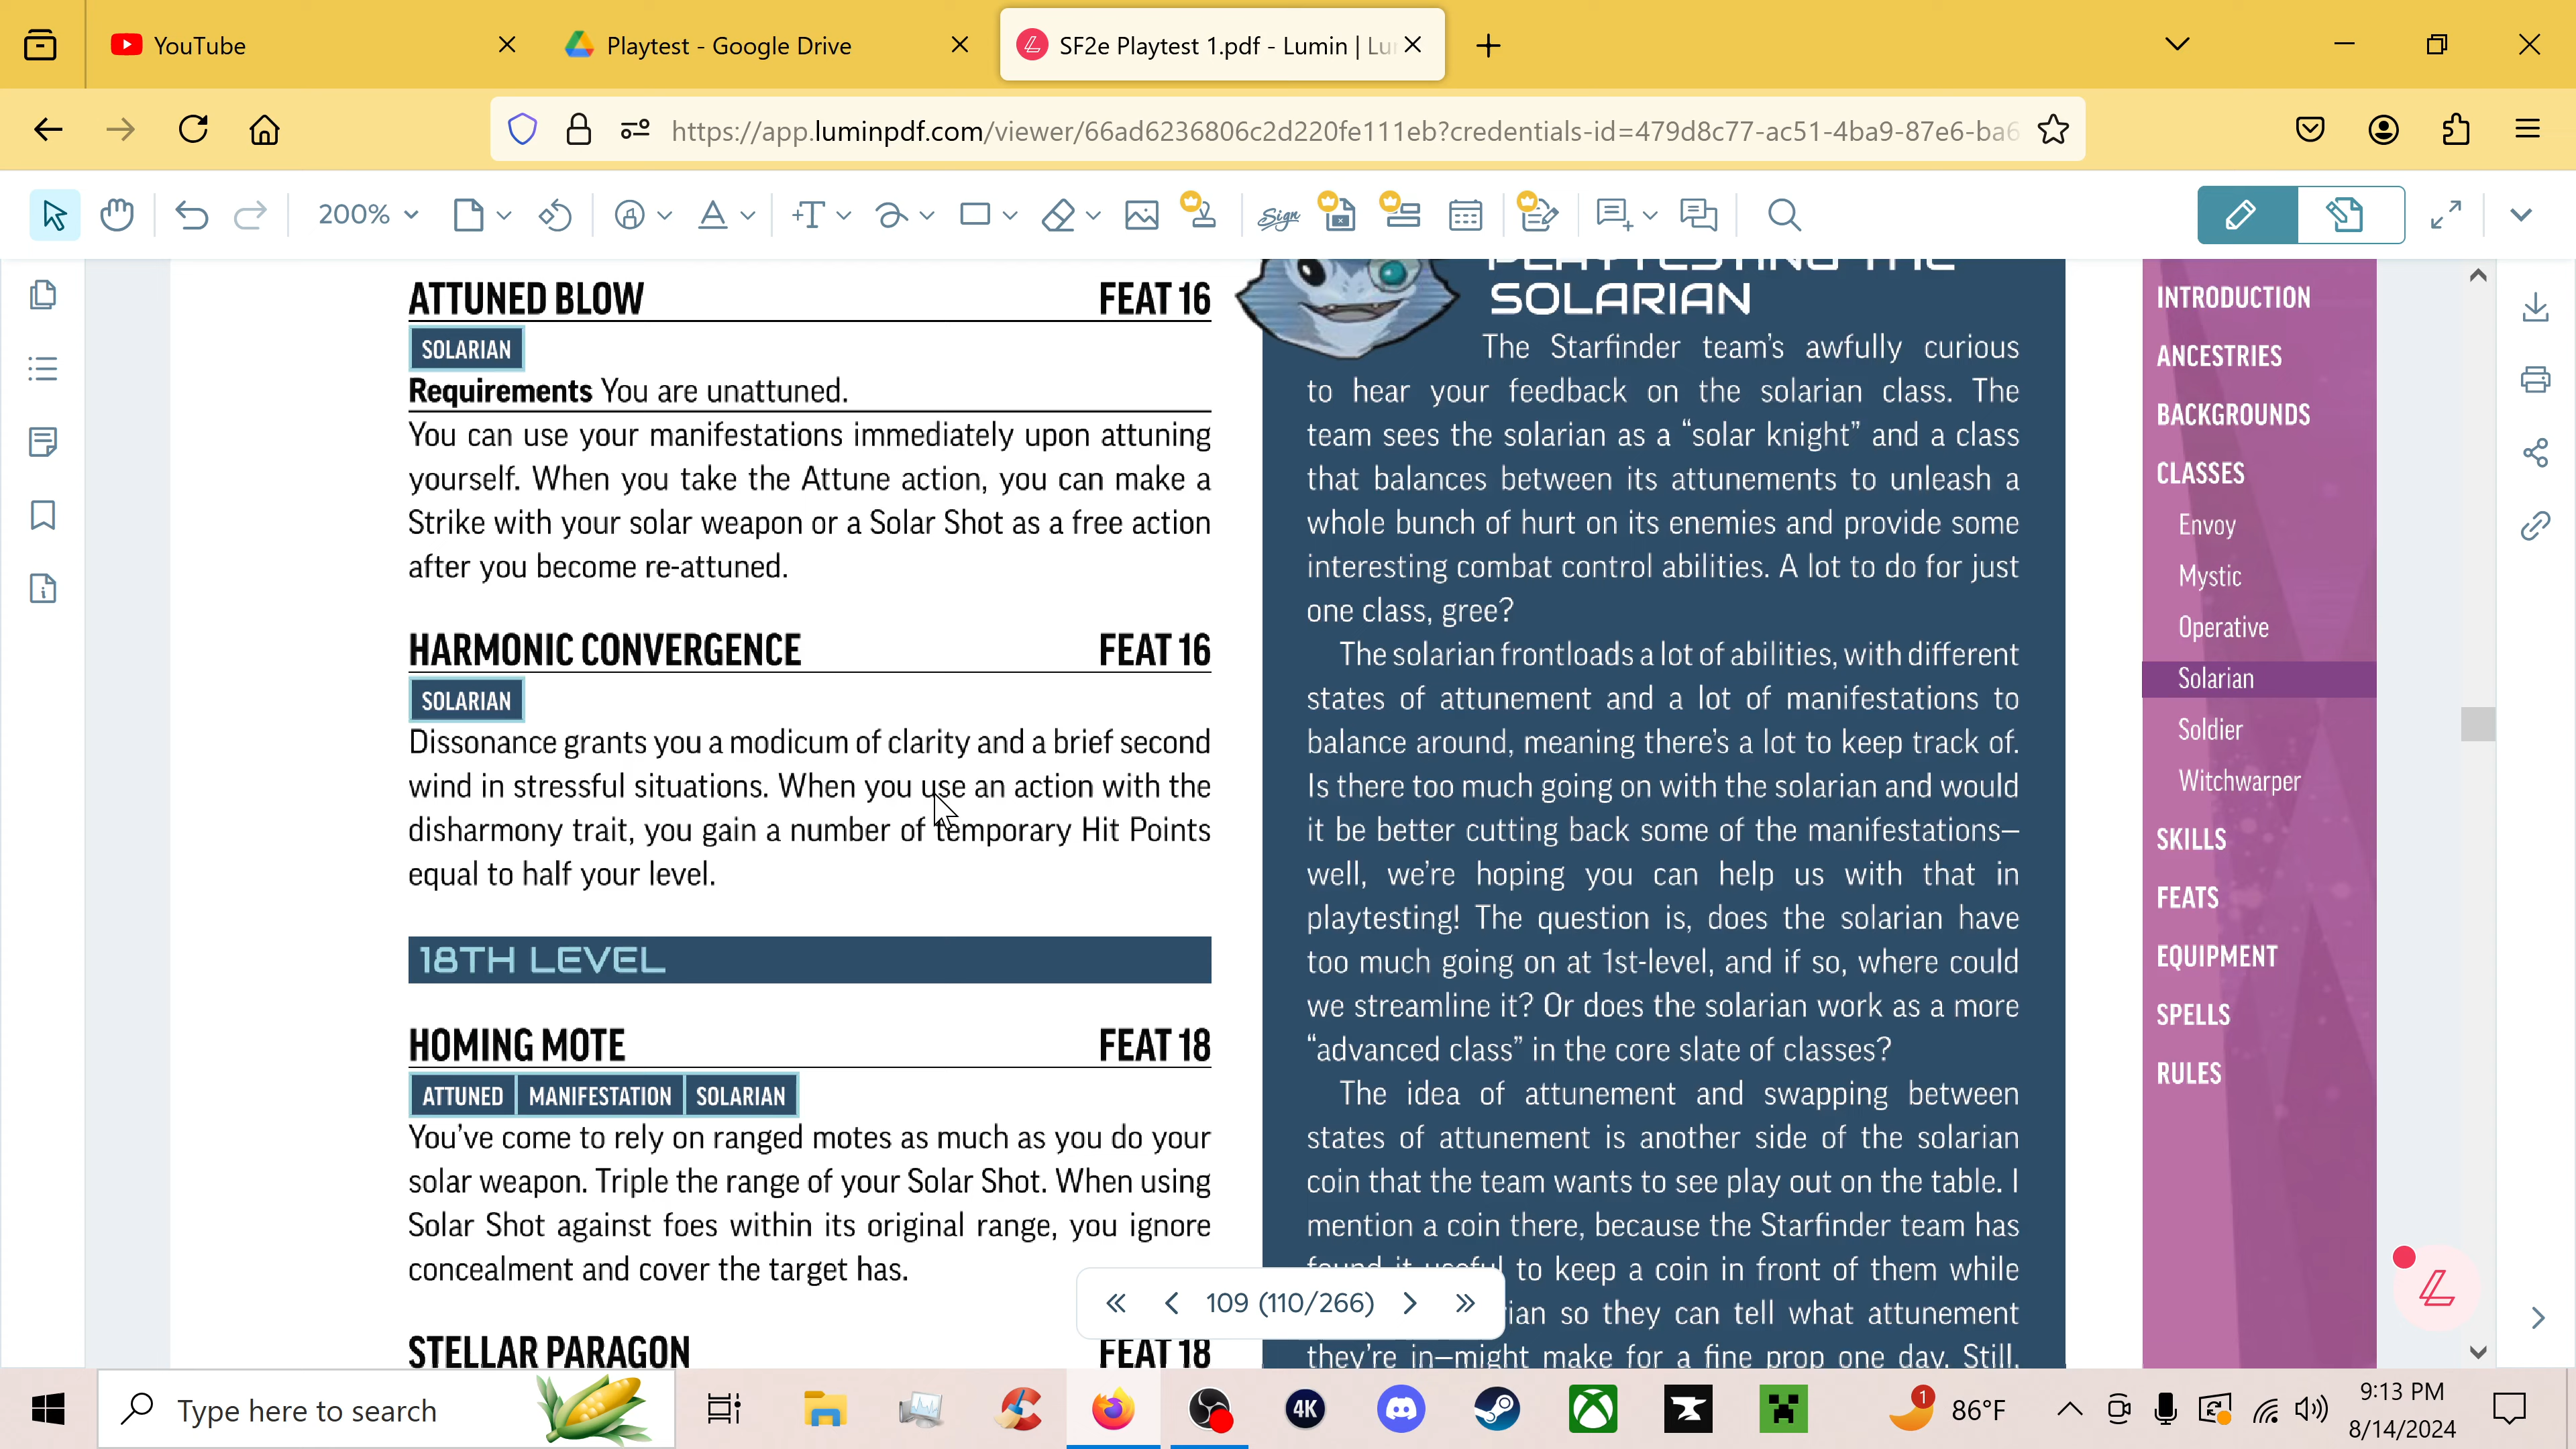 YouTube
Playtest - Google Drive
SF2e Playtest 1.pdf - Lumin | Lu
https://app.luminpdf.com/viewer/66ad6236806c2d220fe111eb?credentials-id=479d8c77-ac51-4ba9-87e6-ba6
200%
Sign
ATTUNED BLOW FEAT 16
SOLARIAN
Requirements You are unattuned.
You can use your manifestations immediately upon attuning
yourself. When you take the Attune action, you can make a
Strike with your solar weapon or a Solar Shot as a free action
after you become re-attuned.
HARMONIC CONVERGENCE FEAT 16
SOLARIAN
Dissonance grants you a modicum of clarity and a brief second
wind in stressful situations. When you use an action with the
disharmony trait, you gain a number of temporary Hit Points
equal to half your level.
18TH LEVEL
HOMING MOTE FEAT 18
ATTUNED MANIFESTATION SOLARIAN
You've come to rely on ranged motes as much as you do your
solar weapon. Triple the range of your Solar Shot. When using
Solar Shot against foes within its original range, you ignore
concealment and cover the target has.
STELLAR PARAGON FEAT 18
PLAYTESTING THE
SOLARIAN
The Starfinder team's awfully curious
to hear your feedback on the solarian class. The
team sees the solarian as a “solar knight” and a class
that balances between its attunements to unleash a
whole bunch of hurt on its enemies and provide some
interesting combat control abilities. A lot to do for just
one class, gree?
The solarian frontloads a lot of abilities, with different
states of attunement and a lot of manifestations to
balance around, meaning there's a lot to keep track of.
Is there too much going on with the solarian and would
it be better cutting back some of the manifestations—
well, we're hoping you can help us with that in
playtesting! The question is, does the solarian have
too much going on at 1st-level, and if so, where could
we streamline it? Or does the solarian work as a more
“advanced class” in the core slate of classes?
The idea of attunement and swapping between
states of attunement is another side of the solarian
coin that the team wants to see play out on the table. I
mention a coin there, because the Starfinder team has
found it useful to keep a coin in front of them while
rian so they can tell what attunement
they're in—might make for a fine prop one day. Still,
109 (110/266)
INTRODUCTION
ANCESTRIES
BACKGROUNDS
CLASSES
Envoy
Mystic
Operative
Solarian
Soldier
Witchwarper
SKILLS
FEATS
EQUIPMENT
SPELLS
RULES
Type here to search
4K
1
86°F
9:13 PM
8/14/2024